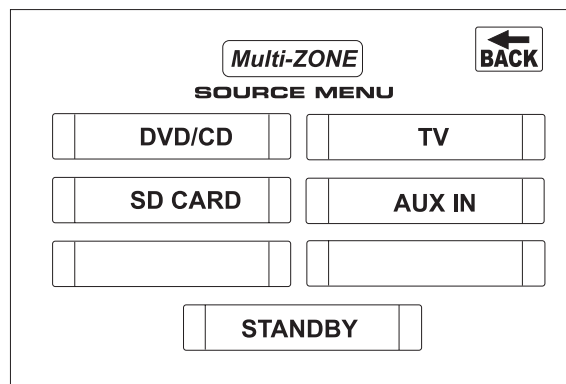 Multi-ZONE
BACK
SOURCE MENU
DVD/CD
TV
SD CARD
AUX IN
STANDBY